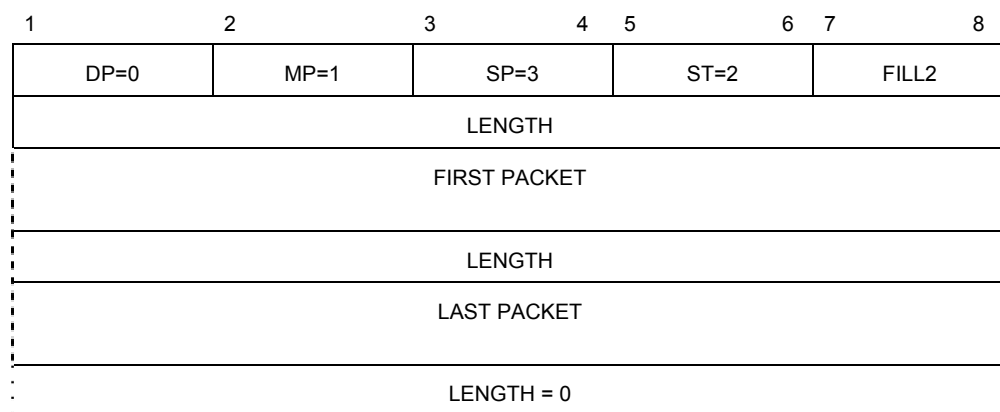 1 2 3 4 5 6 7 8
DP=0 MP=1 SP=3 ST=2 FILL2
LENGTH
FIRST PACKET
LENGTH
LAST PACKET
LENGTH = 0